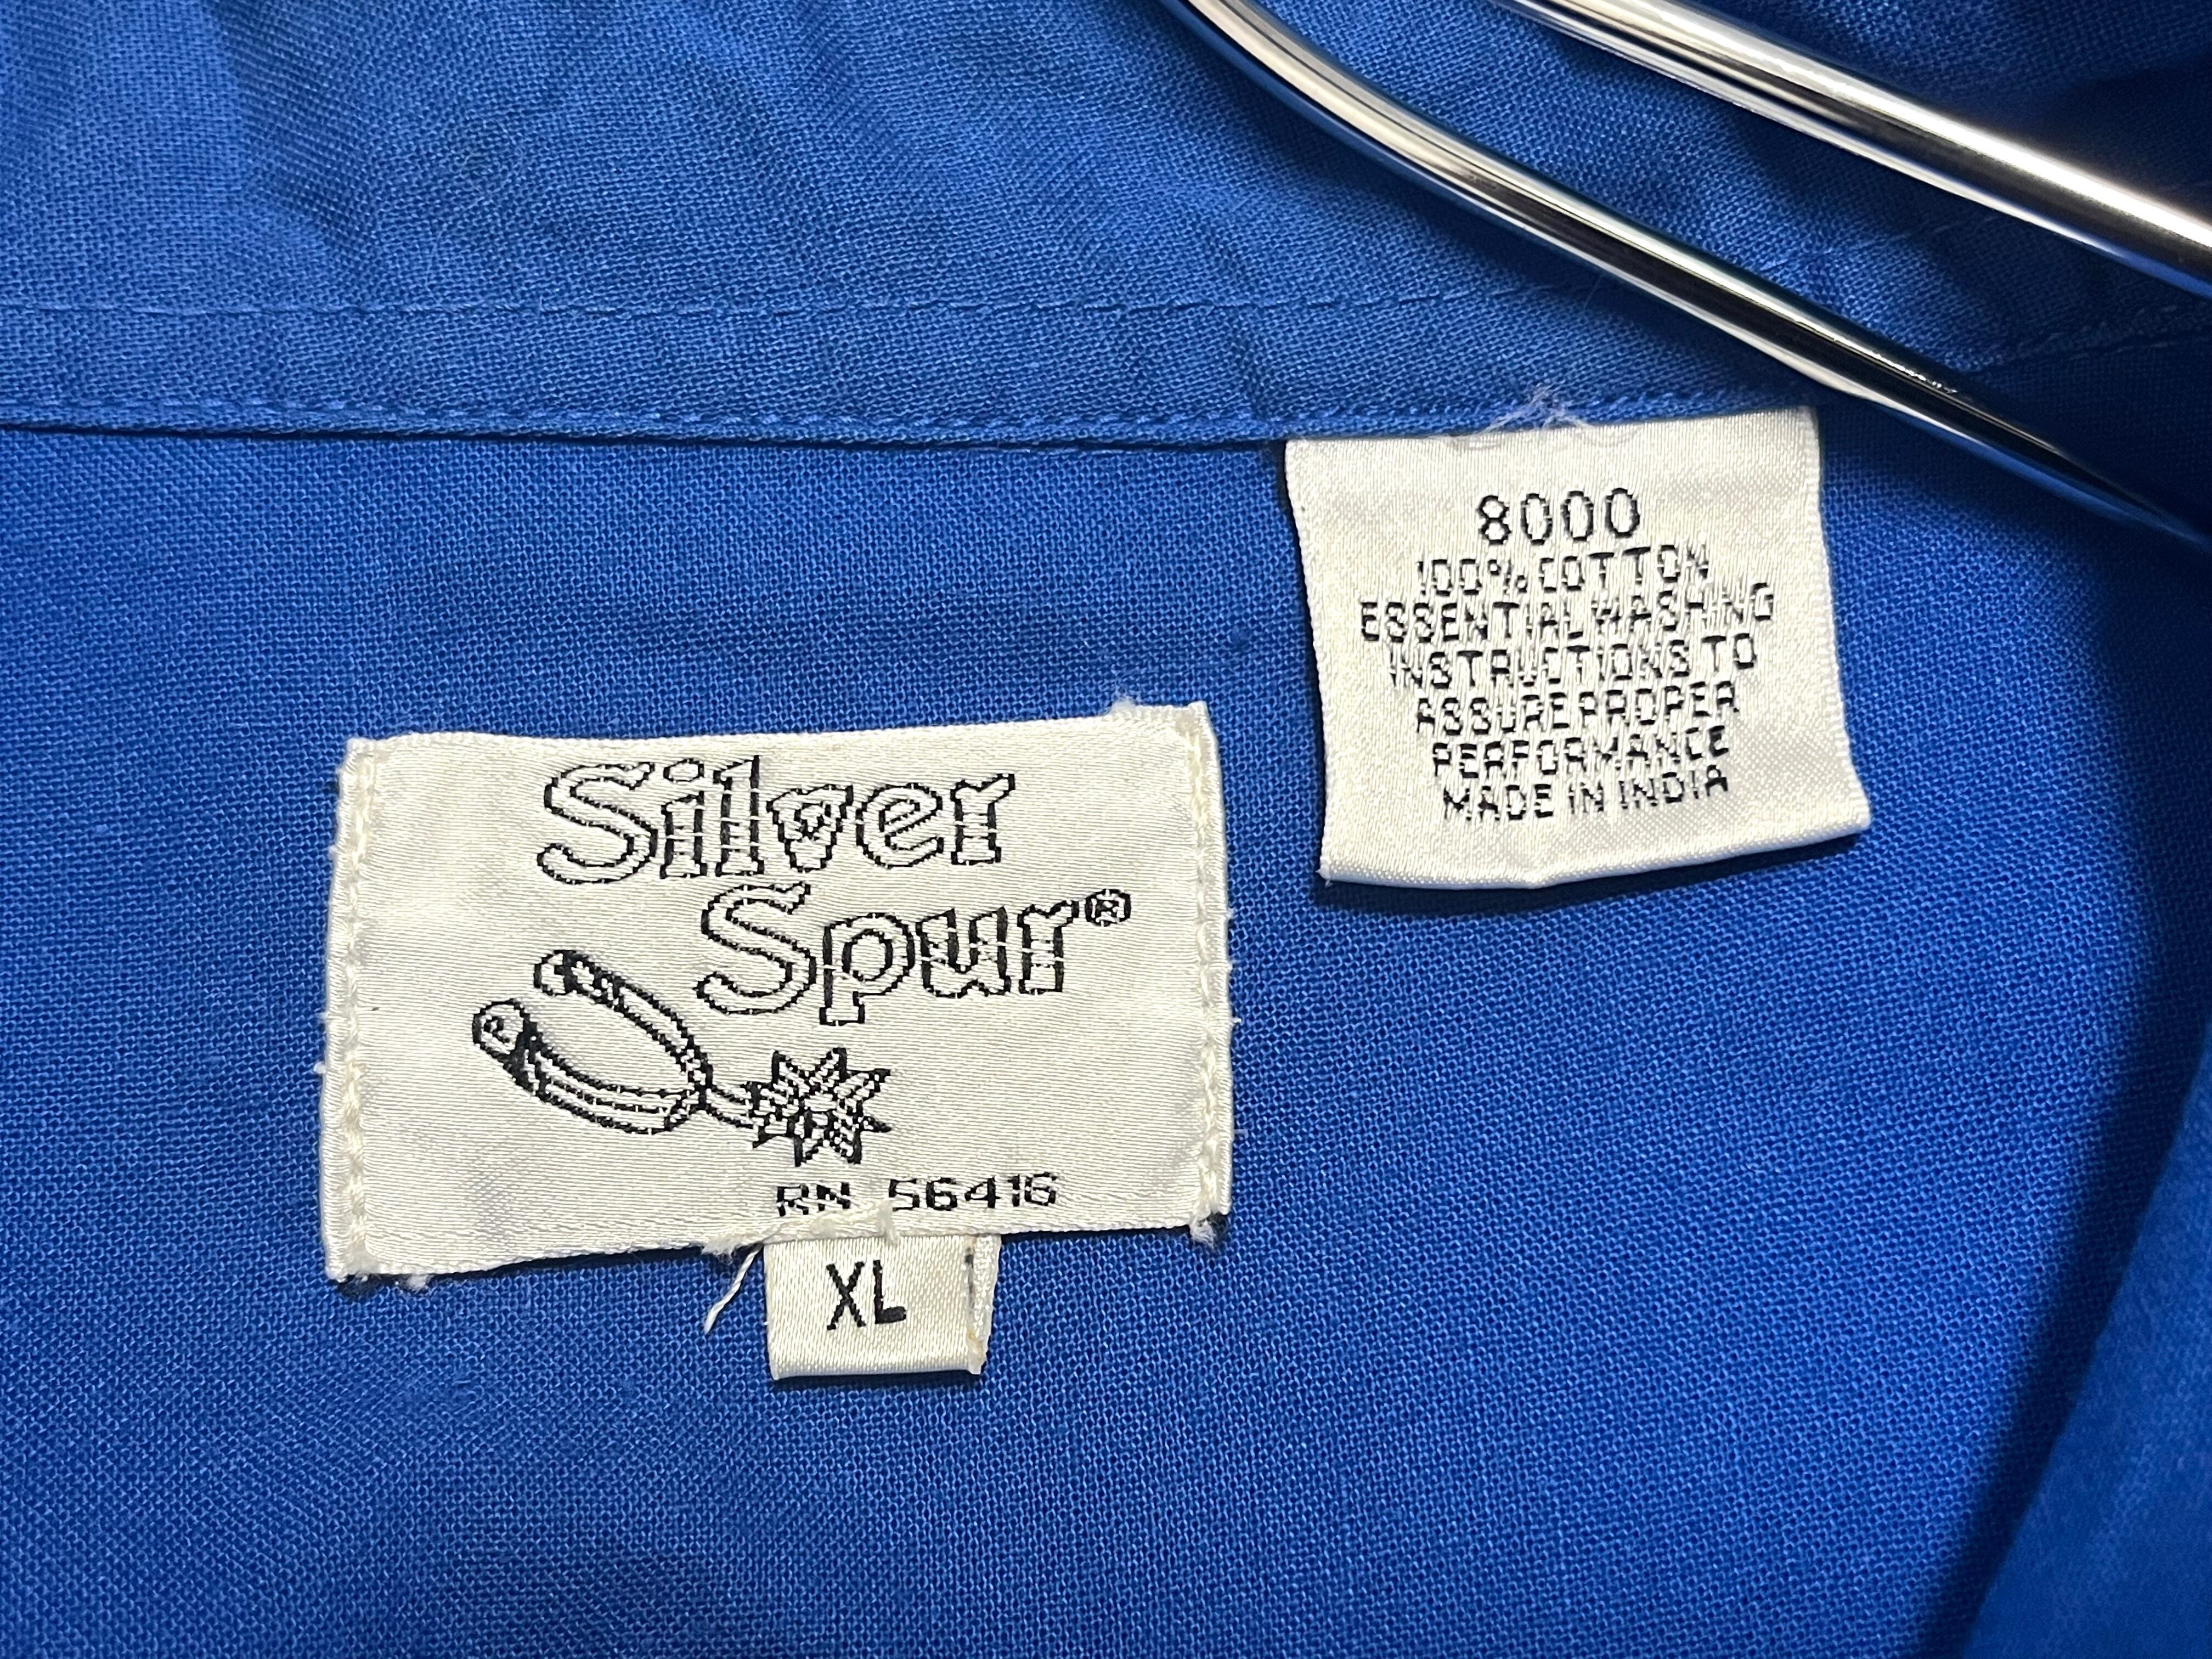 Silver
Spur®
RN 56416
XL
8000
100% COTTON
ESSENTIAL WASHING
INSTRUCTIONS TO
ASSURE PROPER
PERFORMANCE
MADE IN INDIA